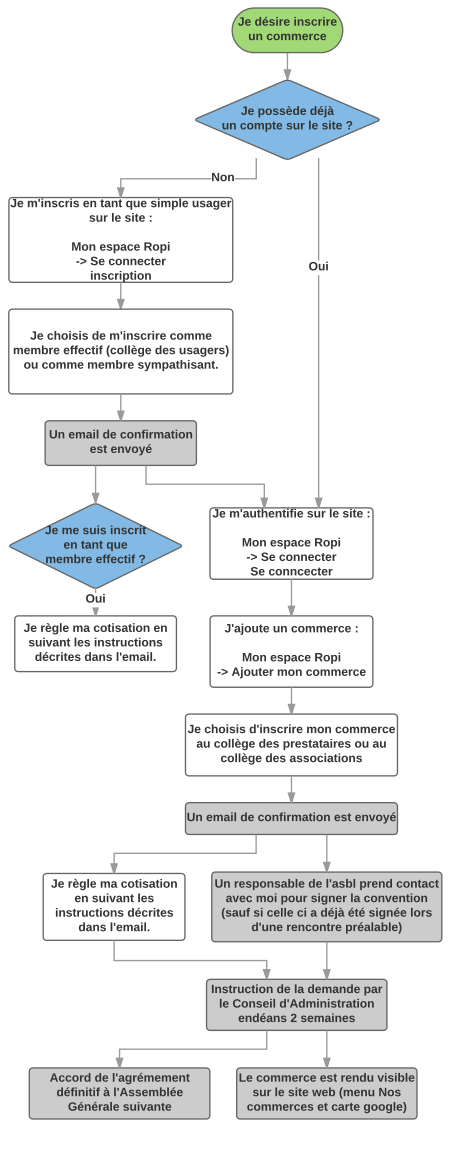 Je désire inscrire
un commerce
Je possède déjà
un compte sur le site ?
Non
Je m'inscris en tant que simple usager
sur le site :
Mon espace Ropi
-> Se connecter
inscription
Oui
Je choisis de m'inscrire comme
membre effectif (collège des usagers)
ou comme membre sympathisant.
Un email de confirmation
est envoyé
Je me suis inscrit
en tant que
membre effectif ?
Oui
Je règle ma cotisation en
suivant les instructions
décrites dans l'email.
Je m'authentifie sur le site :
Mon espace Ropi
-> Se connecter
Se conncecter
J'ajoute un commerce :
Mon espace Ropi
-> Ajouter mon commerce
Je choisis d'inscrire mon commerce
au collège des prestataires ou au
collège des associations
Un email de confirmation est envoyé
Je règle ma cotisation
en suivant les
instructions décrites
dans l'email.
Un responsable de l'asbl prend contact
avec moi pour signer la convention
(sauf si celle ci a déjà été signée lors
d'une rencontre préalable)
Instruction de la demande par
le Conseil d'Administration
endéans 2 semaines
Accord de l'agrémement
définitif à l'Assemblée
Générale suivante
Le commerce est rendu visible
sur le site web (menu Nos
commerces et carte google)